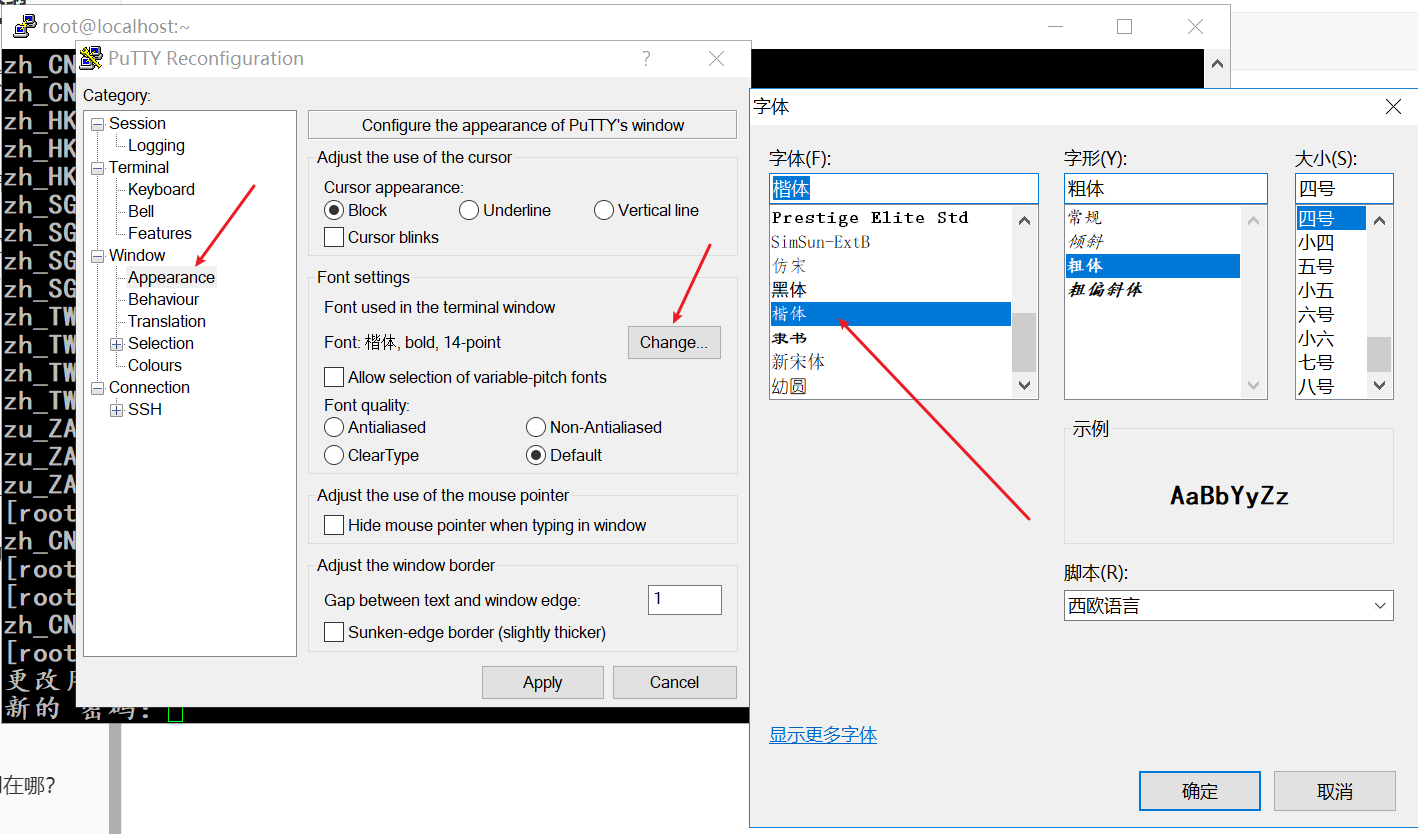 root@localhost:~
PuTTY Reconfiguration
?
Category:
Session
Logging
Terminal
Keyboard
Bell
Features
Window
Appearance
Behaviour
Translation
Selection
Colours
Connection
SSH
Configure the appearance of PuTTY's window
Adjust the use of the cursor
Cursor appearance:
Block
Underline
Vertical line
Cursor blinks
Font settings
Font used in the terminal window
Font: 楷体, bold, 14-point
Change...
Allow selection of variable-pitch fonts
Font quality:
Antialiased
Non-Antialiased
ClearType
Default
Adjust the use of the mouse pointer
Hide mouse pointer when typing in window
Adjust the window border
Gap between text and window edge:
1
Sunken-edge border (slightly thicker)
Apply
Cancel
zh_CN
zh_CN
zh_HK
zh_HK
zh_HK
zh_SG
zh_SG
zh_SG
zh_SG
zh_TW
zh_TW
zh_TW
zh_TW
zu_ZA
zu_ZA
zu_ZA
[root
zh_CN
[root
[root
zh_CN
[root
更改
新的 密码：
在哪?
字体
字体(F):
楷体
Prestige Elite Std
SimSun-ExtB
仿宋
黑体
楷体
隶书
新宋体
幼圆
字形(Y):
粗体
常规
倾斜
粗体
粗偏斜体
大小(S):
四号
四号
小四
五号
小五
六号
小六
七号
八号
示例
AaBbYyZz
脚本(R):
西欧语言
显示更多字体
确定
取消